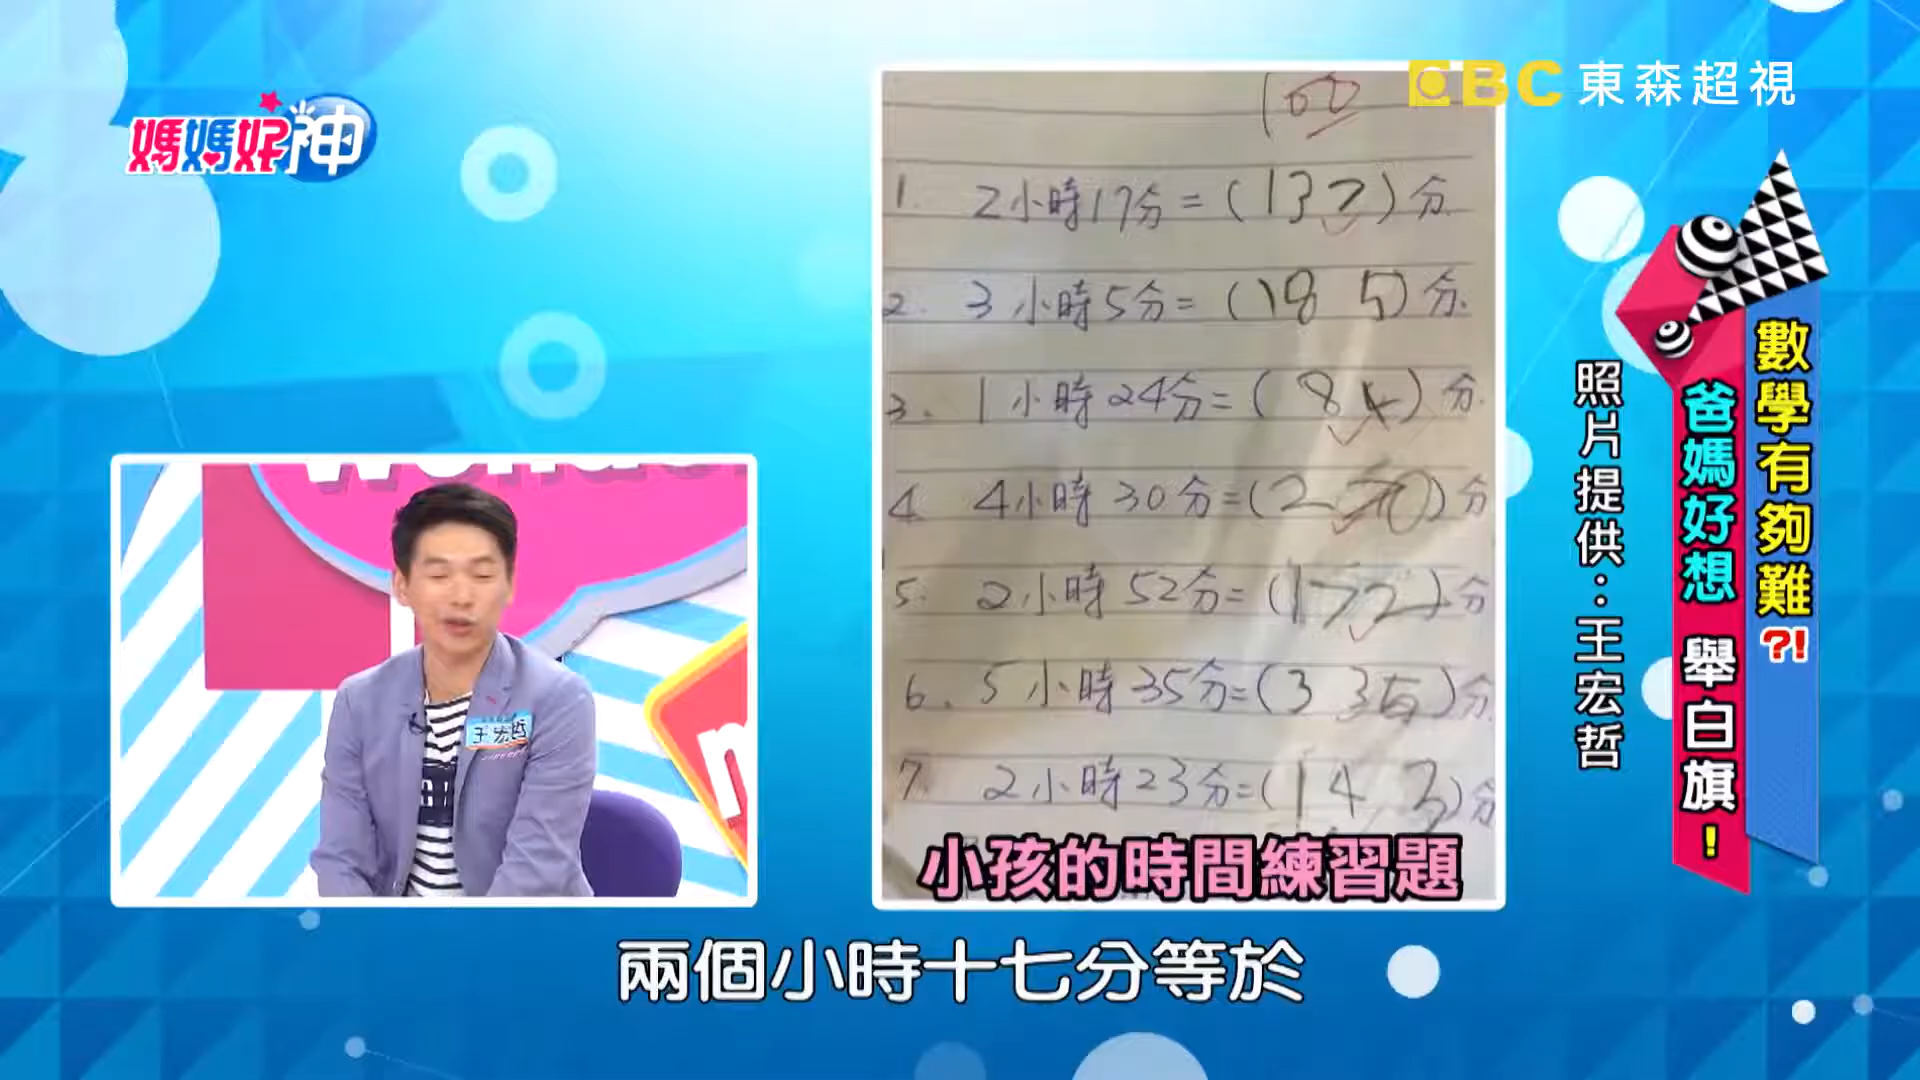 媽媽好神
EBC 東森超視
100
1. 2小時17分=(137)分
2. 3小時5分=(185)分
3. 1小時24分=(84)分
4. 4小時30分=(270)分
5. 2小時52分=(172)分
6. 5小時35分=(335)分
7. 2小時23分=(143)分
小孩的時間練習題
數學有夠難?!
爸媽好想 舉白旗!
照片提供:王宏哲
王宏哲
兩個小時十七分等於